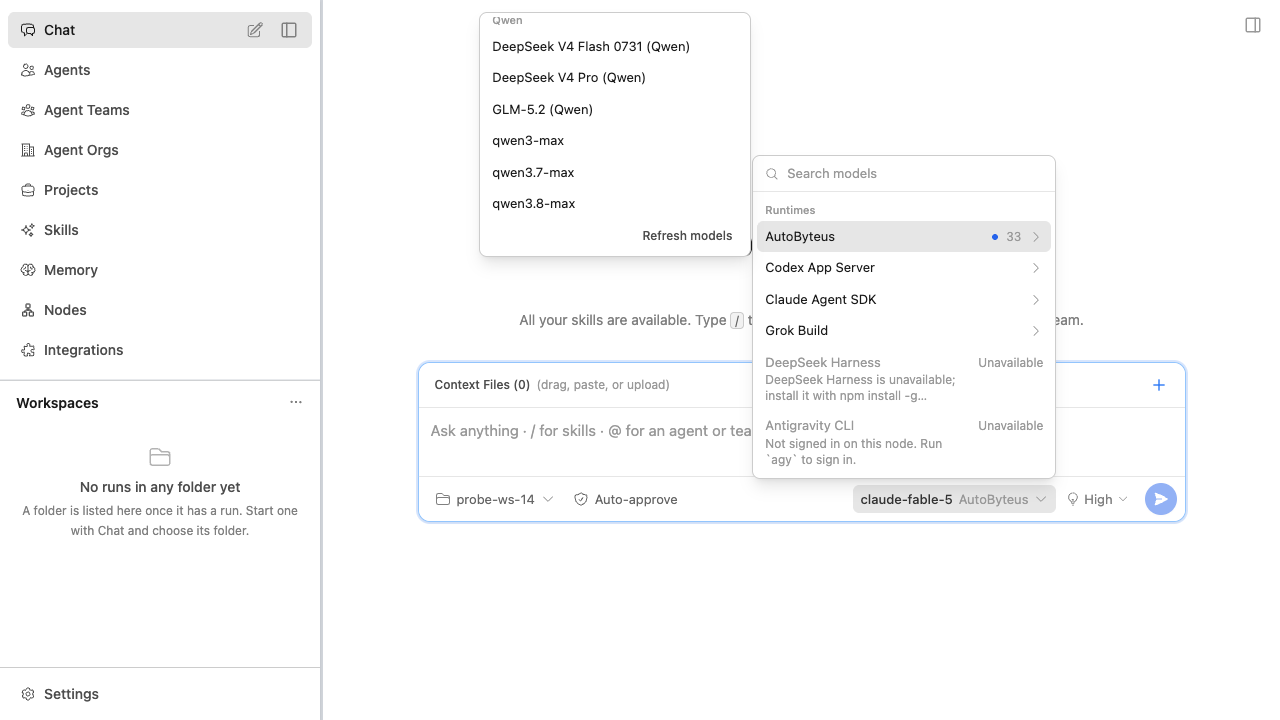 Chat
Agents
Agent Teams
Agent Orgs
Projects
Skills
Memory
Nodes
Integrations
Workspaces
No runs in any folder yet
A folder is listed here once it has a run. Start one
with Chat and choose its folder.
Settings
Qwen
DeepSeek V4 Flash 0731 (Qwen)
DeepSeek V4 Pro (Qwen)
GLM-5.2 (Qwen)
qwen3-max
qwen3.7-max
qwen3.8-max
Refresh models
Search models
Runtimes
AutoByteus 33
Codex App Server
Claude Agent SDK
Grok Build
DeepSeek Harness Unavailable
DeepSeek Harness is unavailable;
install it with npm install -g...
Antigravity CLI Unavailable
Not signed in on this node. Run
`agy` to sign in.
All your skills are available. Type /
Context Files (0) (drag, paste, or upload)
Ask anything · / for skills · @ for an agent or tea
probe-ws-14 Auto-approve claude-fable-5 AutoByteus High